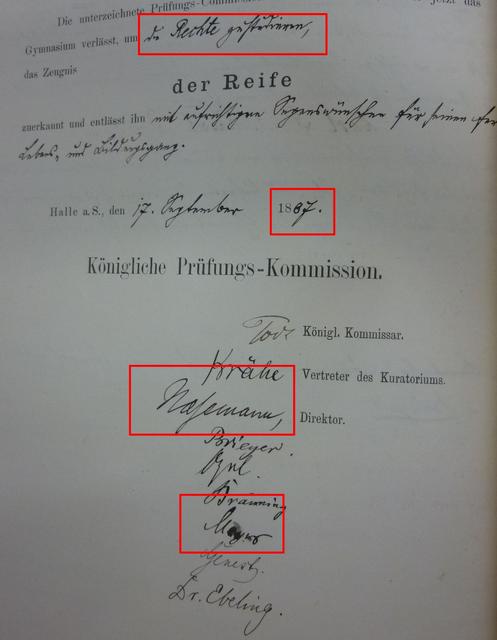 Die unterzeichnete Prüfungs-Commission jetzt das
Gymnasium verlässt, um die Rechte zu studieren,
das Zeugnis
der Reife
zuerkannt und entlässt ihn mit aufrichtigen Segenswünschen für seinen
Lebens- und Bildungsgang.
Halle a. S., den 17. September 1887.
Königliche Prüfungs-Kommission.
Todt Königl. Kommissar.
Krähe Vertreter des Kuratoriums.
Nasemann, Direktor.
Brieger.
Bräuning
Genest.
Dr. Ebeling.